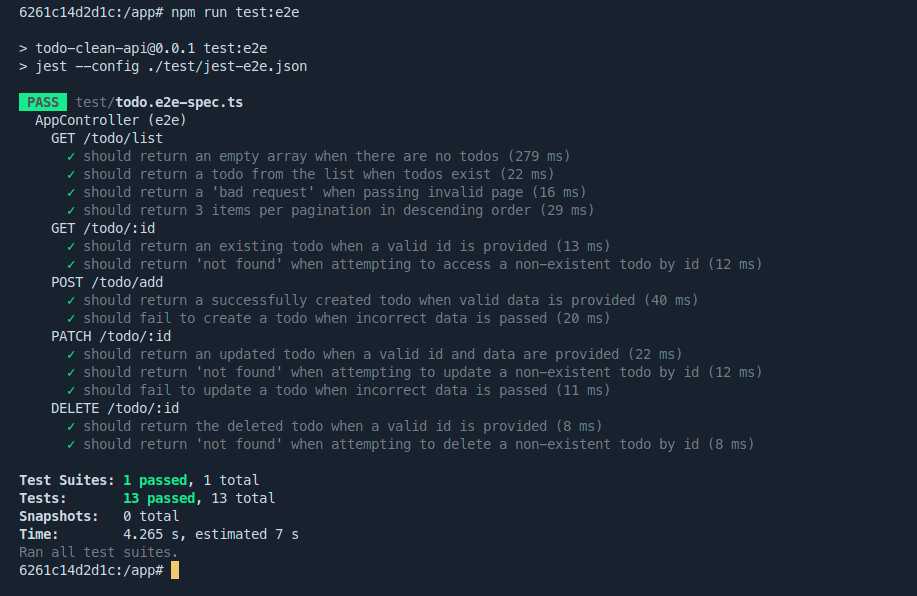 6261c14d2d1c:/app# npm run test:e2e
> todo-clean-api@0.0.1 test:e2e
> jest --config ./test/jest-e2e.json
PASS test/todo.e2e-spec.ts
AppController (e2e)
GET /todo/list
✓ should return an empty array when there are no todos (279 ms)
✓ should return a todo from the list when todos exist (22 ms)
✓ should return a 'bad request' when passing invalid page (16 ms)
✓ should return 3 items per pagination in descending order (29 ms)
GET /todo/:id
✓ should return an existing todo when a valid id is provided (13 ms)
✓ should return 'not found' when attempting to access a non-existent todo by id (12 ms)
POST /todo/add
✓ should return a successfully created todo when valid data is provided (40 ms)
✓ should fail to create a todo when incorrect data is passed (20 ms)
PATCH /todo/:id
✓ should return an updated todo when a valid id and data are provided (22 ms)
✓ should return 'not found' when attempting to update a non-existent todo by id (12 ms)
✓ should fail to update a todo when incorrect data is passed (11 ms)
DELETE /todo/:id
✓ should return the deleted todo when a valid id is provided (8 ms)
✓ should return 'not found' when attempting to delete a non-existent todo by id (8 ms)
Test Suites: 1 passed, 1 total
Tests: 13 passed, 13 total
Snapshots: 0 total
Time: 4.265 s, estimated 7 s
Ran all test suites.
6261c14d2d1c:/app#